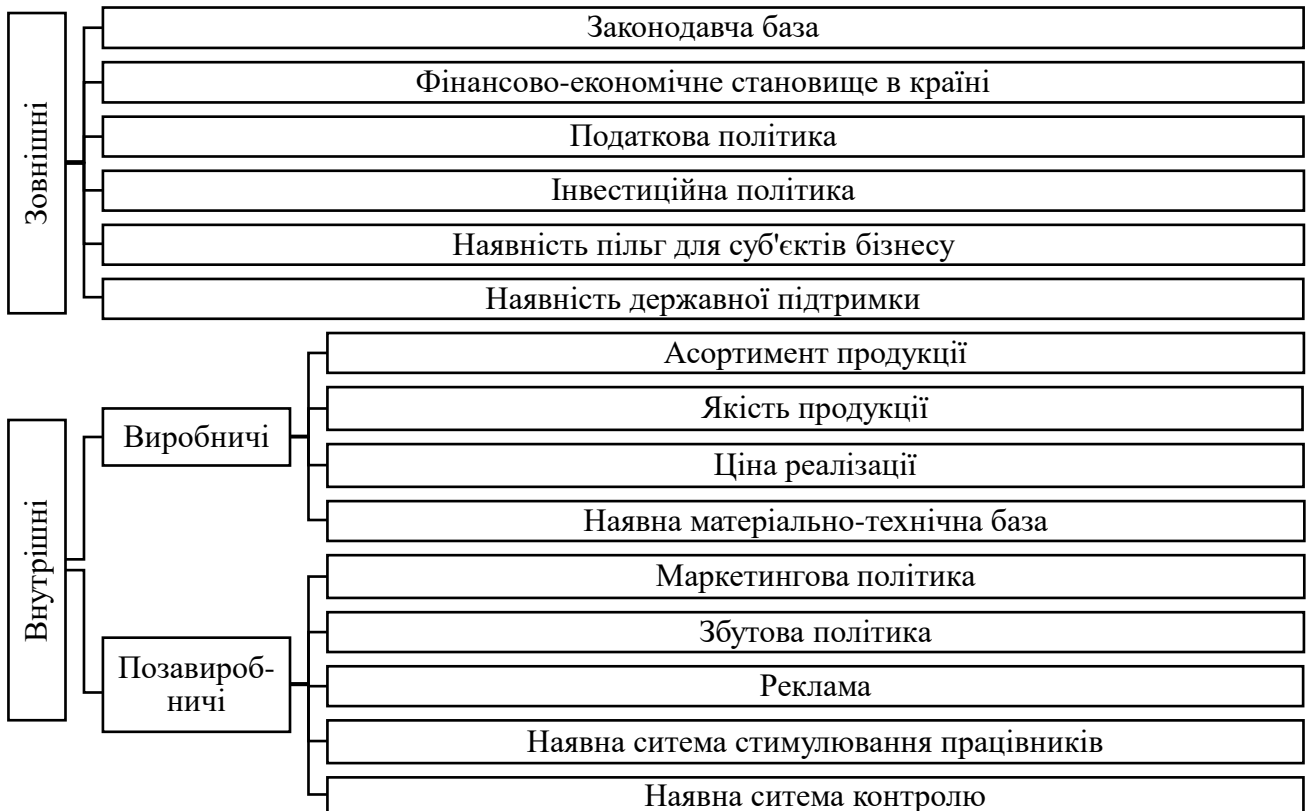 Зовнішні
Законодавча база
Фінансово-економічне становище в країні
Податкова політика
Інвестиційна політика
Наявність пільг для суб'єктів бізнесу
Наявність державної підтримки
Внутрішні
Виробничі
Асортимент продукції
Якість продукції
Ціна реалізації
Наявна матеріально-технічна база
Позавироб-
ничі
Маркетингова політика
Збутова політика
Реклама
Наявна ситема стимулювання працівників
Наявна ситема контролю